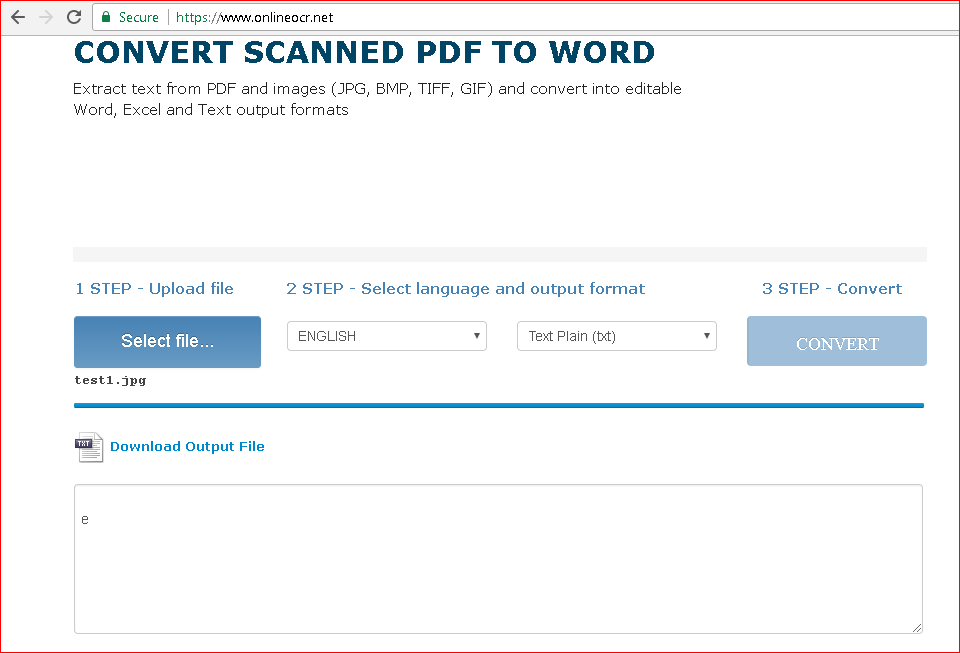 Secure | https://www.onlineocr.net
CONVERT SCANNED PDF TO WORD
Extract text from PDF and images (JPG, BMP, TIFF, GIF) and convert into editable
Word, Excel and Text output formats
1 STEP - Upload file
2 STEP - Select language and output format
3 STEP - Convert
Select file...
ENGLISH
Text Plain (txt)
CONVERT
test1.jpg
TXT
Download Output File
e